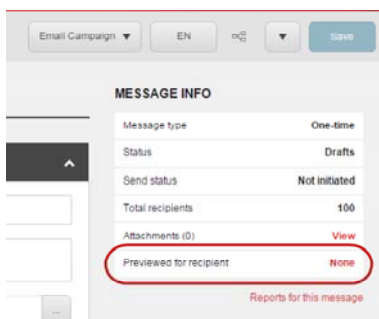 Email Campaign ▼ EN ▼ Save
MESSAGE INFO
Message type One-time
Status Drafts
Send status Not initiated
Total recipients 100
Attachments (0) View
Previewed for recipient None
...
Reports for this message